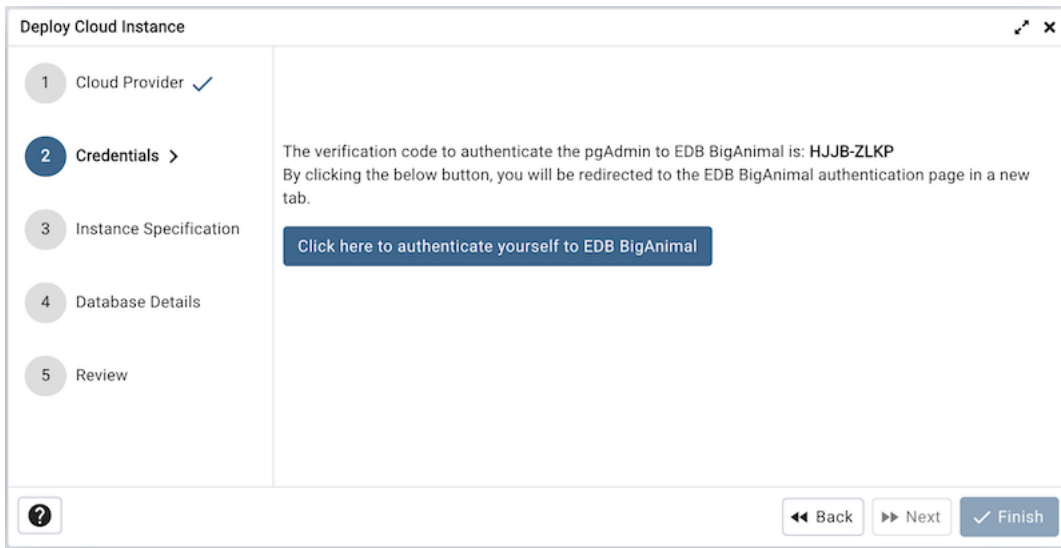 Deploy Cloud Instance
1 Cloud Provider
2 Credentials
3 Instance Specification
4 Database Details
5 Review
The verification code to authenticate the pgAdmin to EDB BigAnimal is: HJJB-ZLKP
By clicking the below button, you will be redirected to the EDB BigAnimal authentication page in a new
tab.
Click here to authenticate yourself to EDB BigAnimal
? Back Next Finish